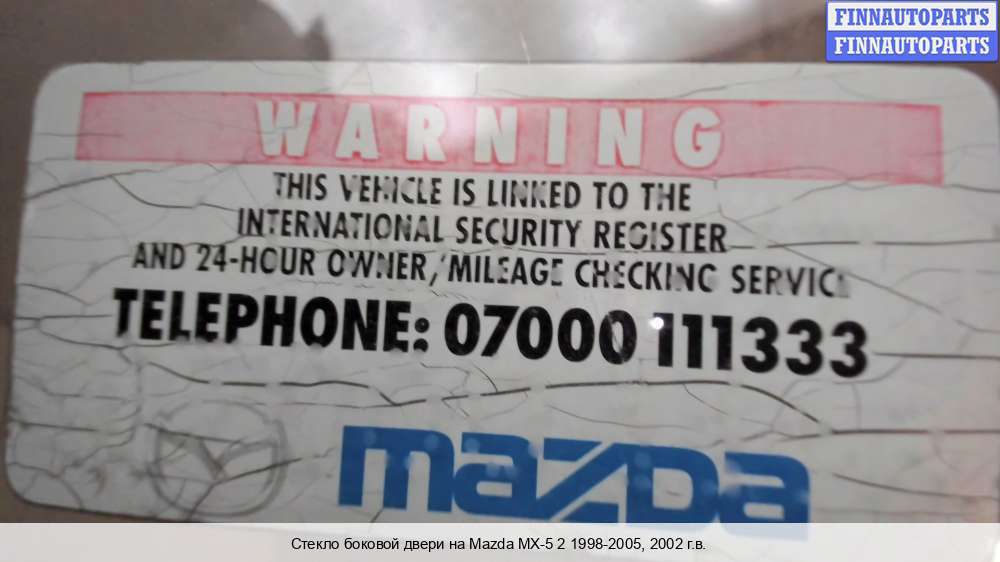 FINNAUTOPARTS
FINNAUTOPARTS
WARNING
THIS VEHICLE IS LINKED TO THE
INTERNATIONAL SECURITY REGISTER
AND 24-HOUR OWNER/MILEAGE CHECKING SERVICE
TELEPHONE: 07000 111333
mazda
Стекло боковой двери на Mazda MX-5 2 1998-2005, 2002 г.в.